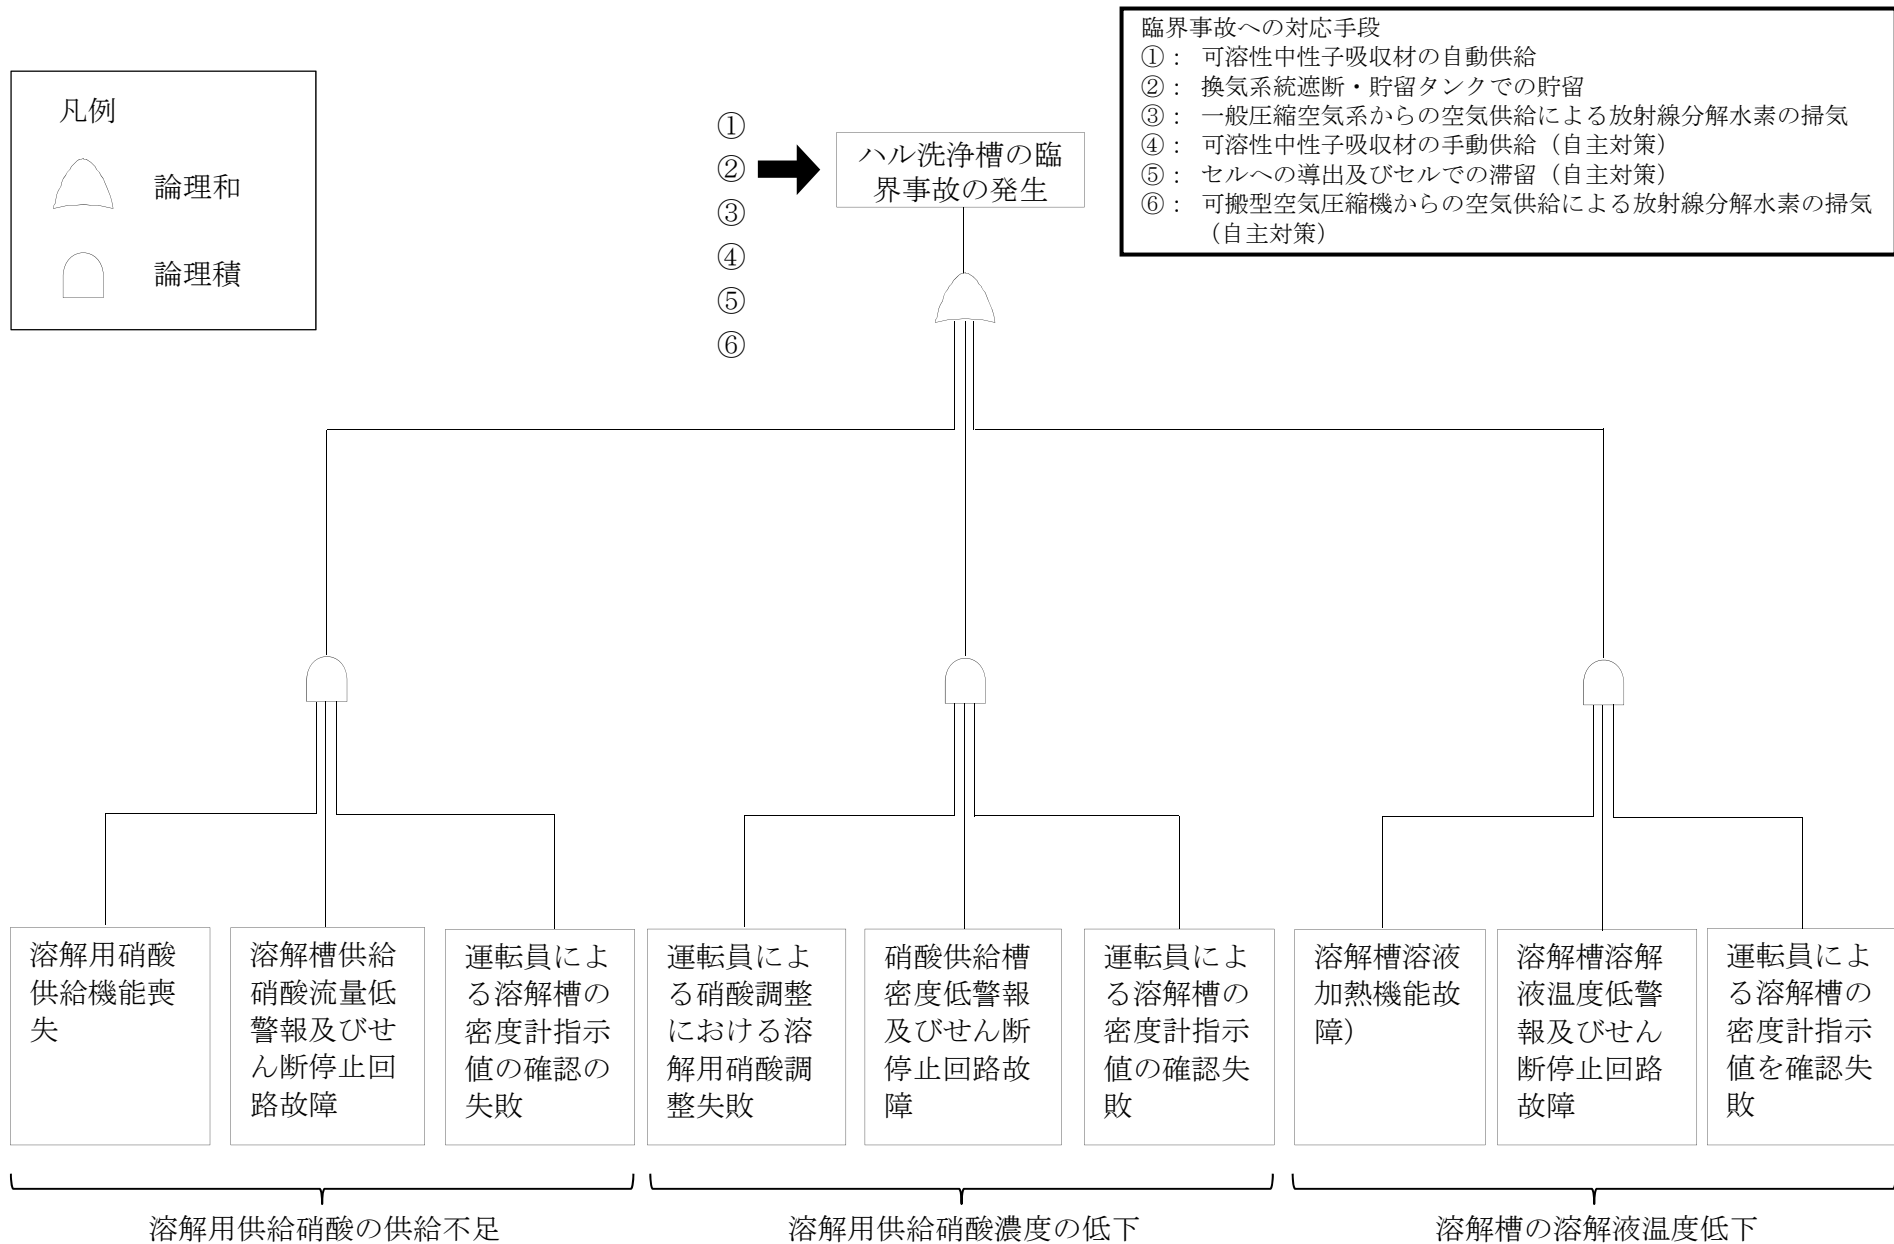 臨界事故への対応手段
①： 可溶性中性子吸収材の自動供給
②： 換気系統遮断・貯留タンクでの貯留
③： 一般圧縮空気系からの空気供給による放射線分解水素の掃気
④： 可溶性中性子吸収材の手動供給（自主対策）
⑤： セルへの導出及びセルでの滞留（自主対策）
⑥： 可搬型空気圧縮機からの空気供給による放射線分解水素の掃気
（自主対策）
凡例
論理和
論理積
①
②
③
④
⑤
⑥
ハル洗浄槽の臨
界事故の発生
溶解用硝酸
供給機能喪
失
溶解槽供給
硝酸流量低
警報及びせ
ん断停止回
路故障
運転員によ
る溶解槽の
密度計指示
値の確認の
失敗
運転員によ
る硝酸調整
における溶
解用硝酸調
整失敗
硝酸供給槽
密度低警報
及びせん断
停止回路故
障
運転員によ
る溶解槽の
密度計指示
値の確認失
敗
溶解槽溶液
加熱機能故
障）
溶解槽溶解
液温度低警
報及びせん
断停止回路
故障
運転員によ
る溶解槽の
密度計指示
値を確認失
敗
溶解用供給硝酸の供給不足
溶解用供給硝酸濃度の低下
溶解槽の溶解液温度低下